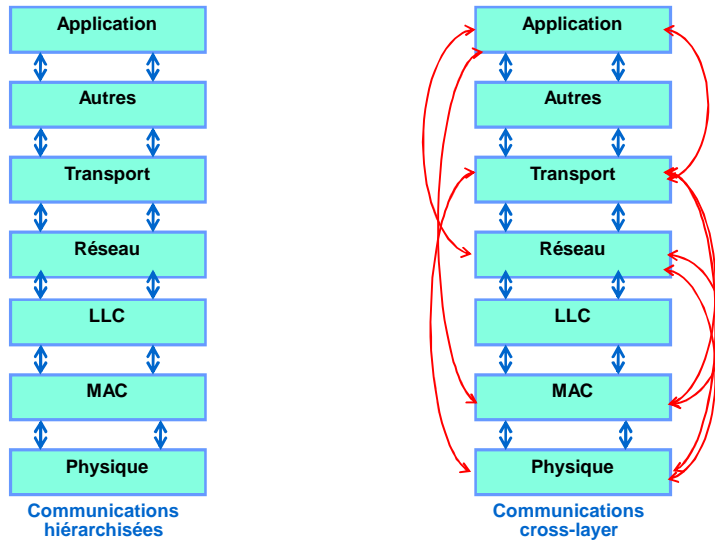 Application
Autres
Transport
Réseau
LLC
MAC
Physique
Communications
hiérarchisées
Application
Autres
Transport
Réseau
LLC
MAC
Physique
Communications
cross-layer